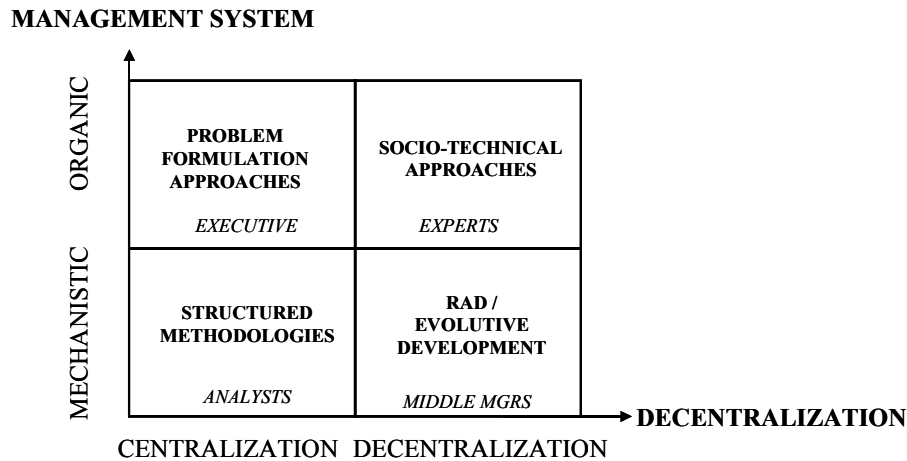 MANAGEMENT SYSTEM
ORGANIC
PROBLEM
FORMULATION
APPROACHES
EXECUTIVE
SOCIO-TECHNICAL
APPROACHES
EXPERTS
MECHANISTIC
STRUCTURED
METHODOLOGIES
ANALYSTS
RAD /
EVOLUTIVE
DEVELOPMENT
MIDDLE MGRS
DECENTRALIZATION
CENTRALIZATION
DECENTRALIZATION